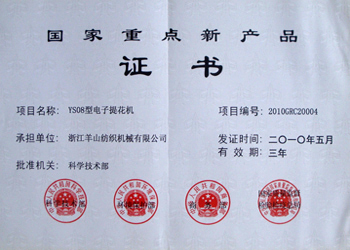 国家重点新产品
证书
项目名称： YS08型电子提花机
项目编号：2010GRC20004
承担单位：浙江羊山纺织机械有限公司
发证时间：二〇一〇年五月
批准机关： 科学技术部
有效期：三年